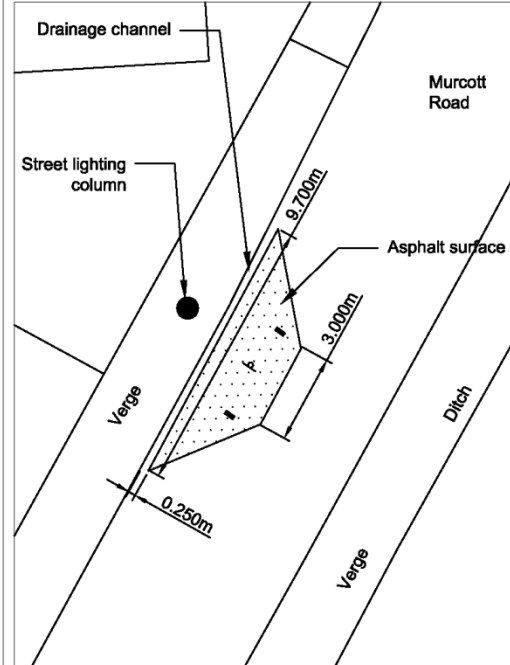 Drainage channel
Murcott
Road
Street lighting
column
9.700m
Asphalt surface
3.000m
Verge
Ditch
0.250m
Verge